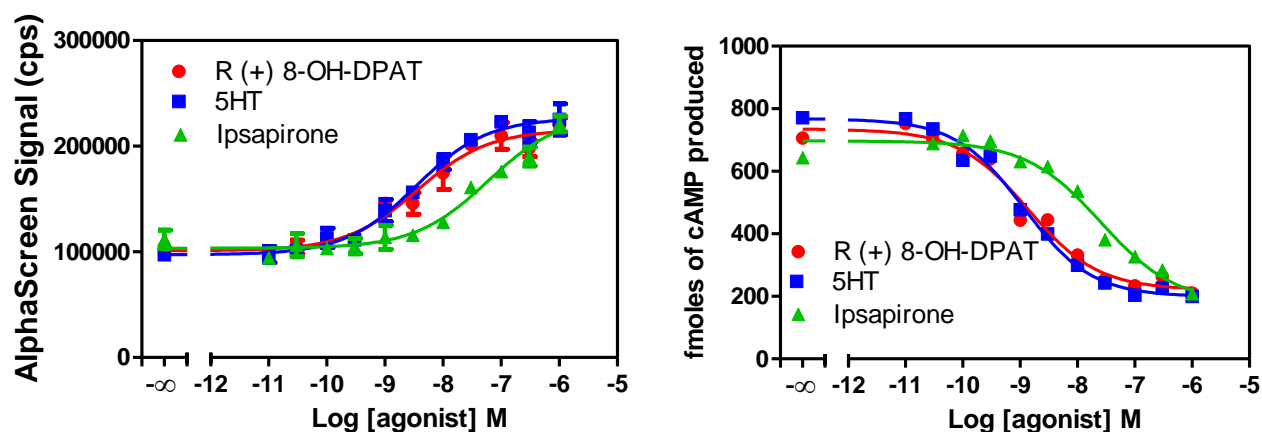 AlphaScreen Signal (cps)
300000
200000
100000
0
R (+) 8-OH-DPAT
5HT
Ipsapirone
-∞
-12
-11
-10
-9
-8
-7
-6
-5
Log [agonist] M
fmoles of cAMP produced
1000
800
600
400
200
0
R (+) 8-OH-DPAT
5HT
Ipsapirone
-∞
-12
-11
-10
-9
-8
-7
-6
-5
Log [agonist] M